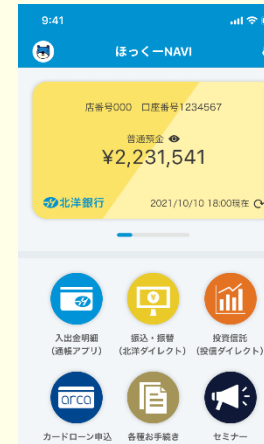 9:41
ほっくーNAVI
店番号000 口座番号1234567
普通預金
¥2,231,541
北洋銀行 2021/10/10 18:00現在
入出金明細 振込・振替 投資信託
(通帳アプリ) (北洋ダイレクト) (投信ダイレクト)
arca
カードローン申込 各種お手続き セミナー